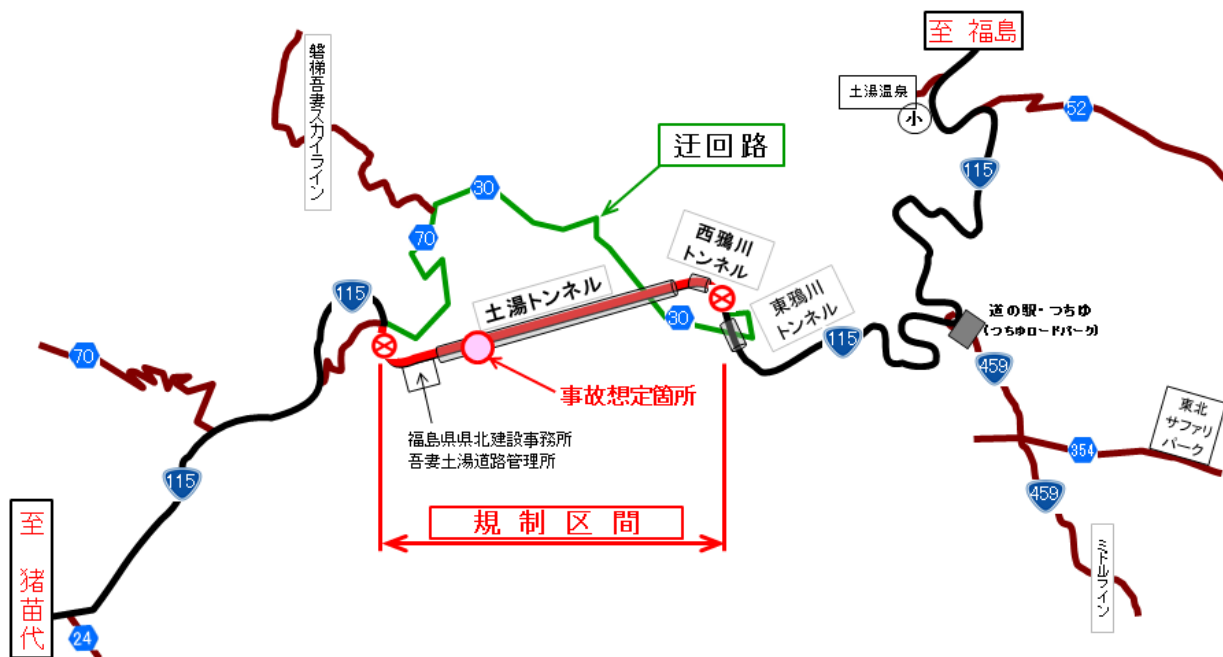 至 福島
土湯温泉
小
52
磐梯吾妻スカイライン
迂回路
115
30
70
西鴉川
トンネル
土湯トンネル
東鴉川
トンネル
115
30
道の駅・つちゆ
(つちゆロードパーク)
115
70
459
事故想定箇所
東北
サファリ
パーク
福島県県北建設事務所
吾妻土湯道路管理所
354
115
459
規制区間
至 猪苗代
ミドルライン
24